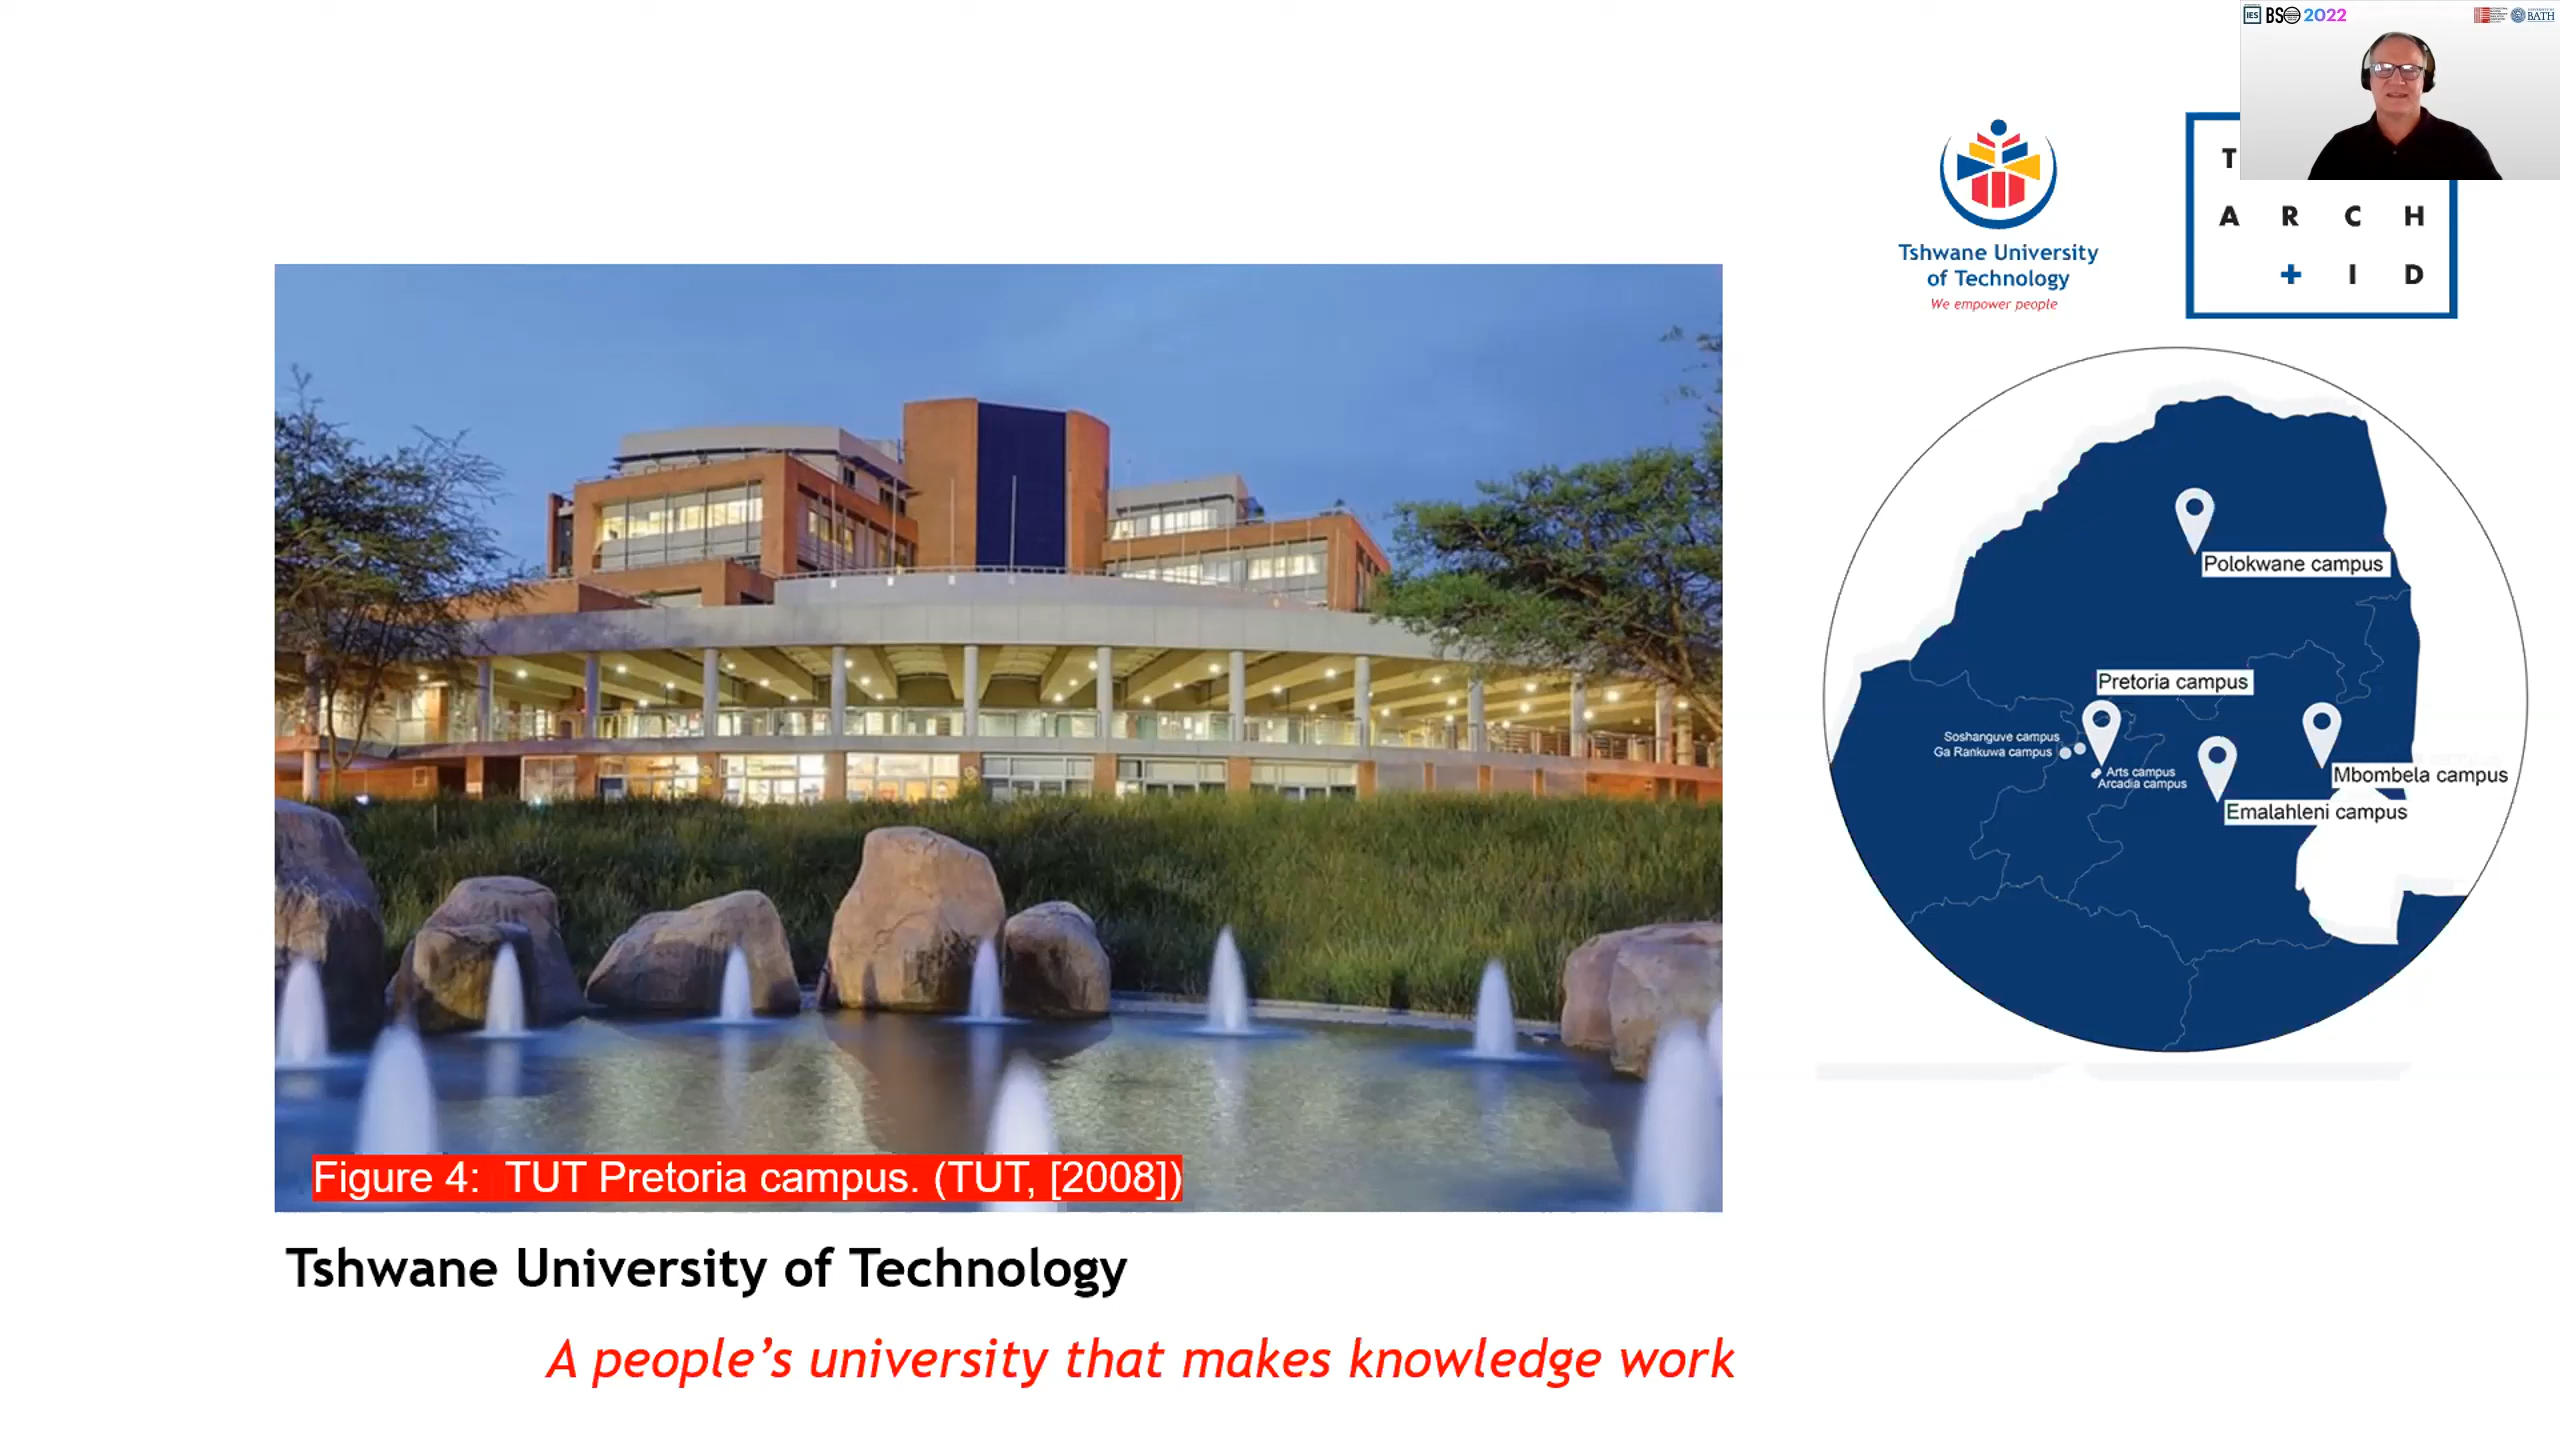 IES BSO 2022
BATH
Tshwane University
of Technology
We empower people
T
A R C H
+ I D
Polokwane campus
Pretoria campus
Soshanguve campus
Ga Rankuwa campus
Arts campus
Arcadia campus
Mbombela campus
Emalahleni campus
Figure 4: TUT Pretoria campus. (TUT, [2008])
Tshwane University of Technology
A people’s university that makes knowledge work